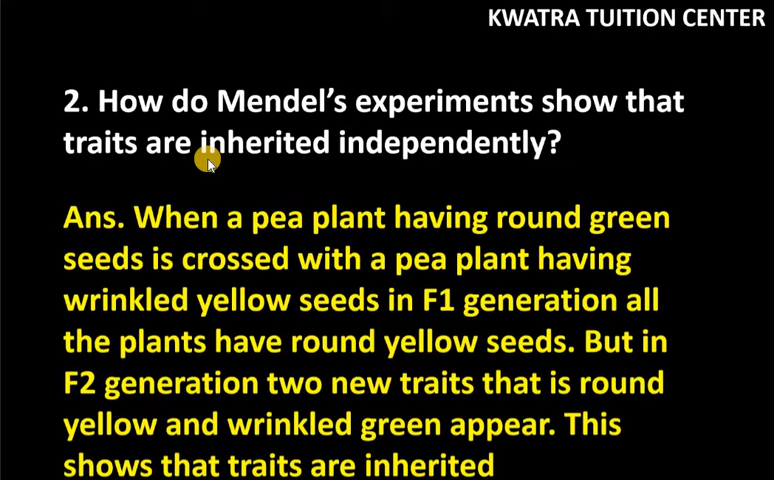 KWATRA TUITION CENTER
2. How do Mendel's experiments show that
traits are inherited independently?
Ans. When a pea plant having round green
seeds is crossed with a pea plant having
wrinkled yellow seeds in F1 generation all
the plants have round yellow seeds. But in
F2 generation two new traits that is round
yellow and wrinkled green appear. This
shows that traits are inherited